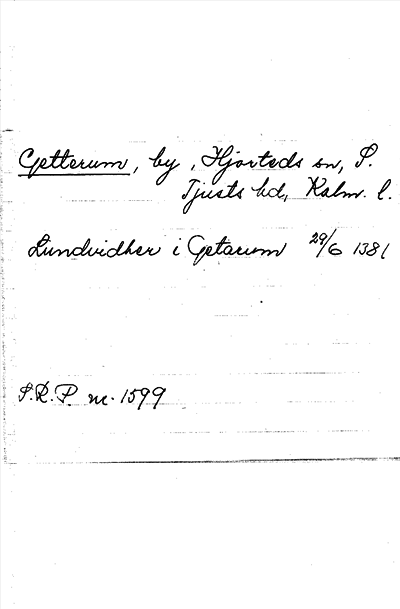 Getterum, by, Hjorteds sn, S.
Tjusts hd, Kalm. l.
Lundvidher i Getarum 29/6 1381
S.R.P. nr. 1599